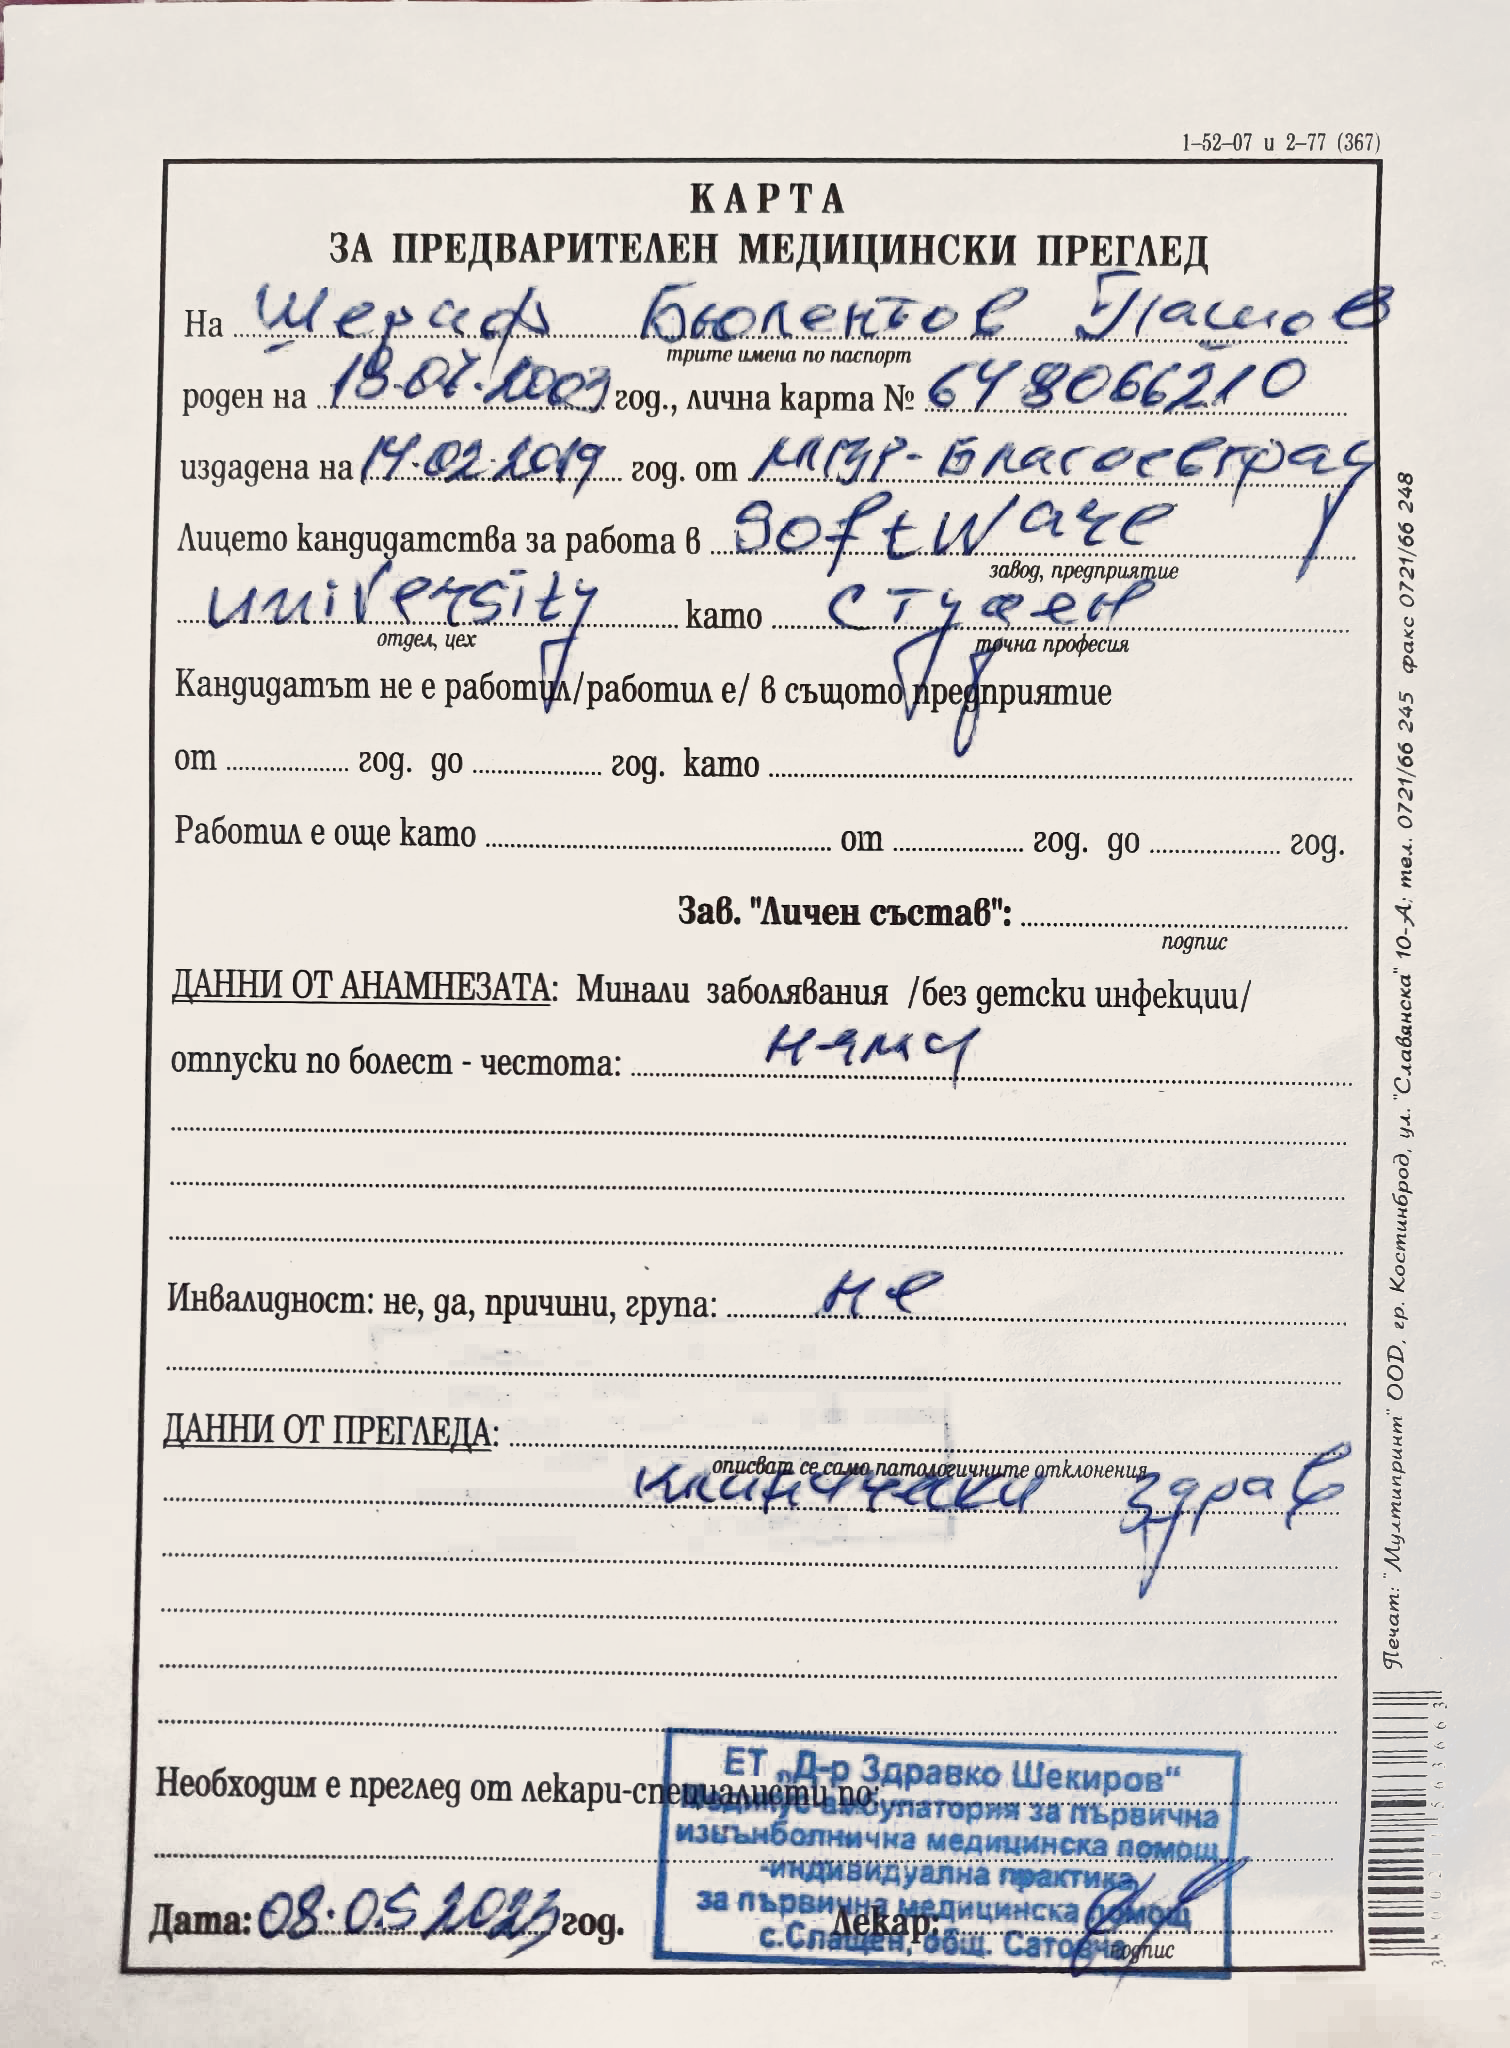 1–52–07 и 2–77 (367)
КАРТА
ЗА ПРЕДВАРИТЕЛЕН МЕДИЦИНСКИ ПРЕГЛЕД
На Шериф Бюлентов Пашов
трите имена по паспорт
роден на 18.07.2003 год., лична карта № 648066210
издадена на 14.02.2019 год. от МВР-Благоевград
Лицето кандидатства за работа в Software
завод, предприятие
university като студент
отдел, цех точна професия
Кандидатът не е работил/работил е/ в същото предприятие
от год. до год. като
Работил е още като от год. до год.
Зав. "Личен състав":
подпис
ДАННИ ОТ АНАМНЕЗАТА: Минали заболявания /без детски инфекции/
отпуски по болест - честота: няма
Инвалидност: не, да, причини, група: не
ДАННИ ОТ ПРЕГЛЕДА:
описват се само патологичните отклонения
клинически здрав
Необходим е преглед от лекари-специалисти по:
ЕТ „Д-р Здравко Шекиров“
амбулатория за първична
извънболнична медицинска помощ
-индивидуална практика
за първична медицинска помощ
с.Слащен, общ. Сатовча
Дата: 08.05.2023 год. Лекар:
подпис
Печат: "Мултипринт" ООД, гр. Костинброд, ул. "Славянска" 10-А; тел. 0721/66 245 факс 0721/66 248